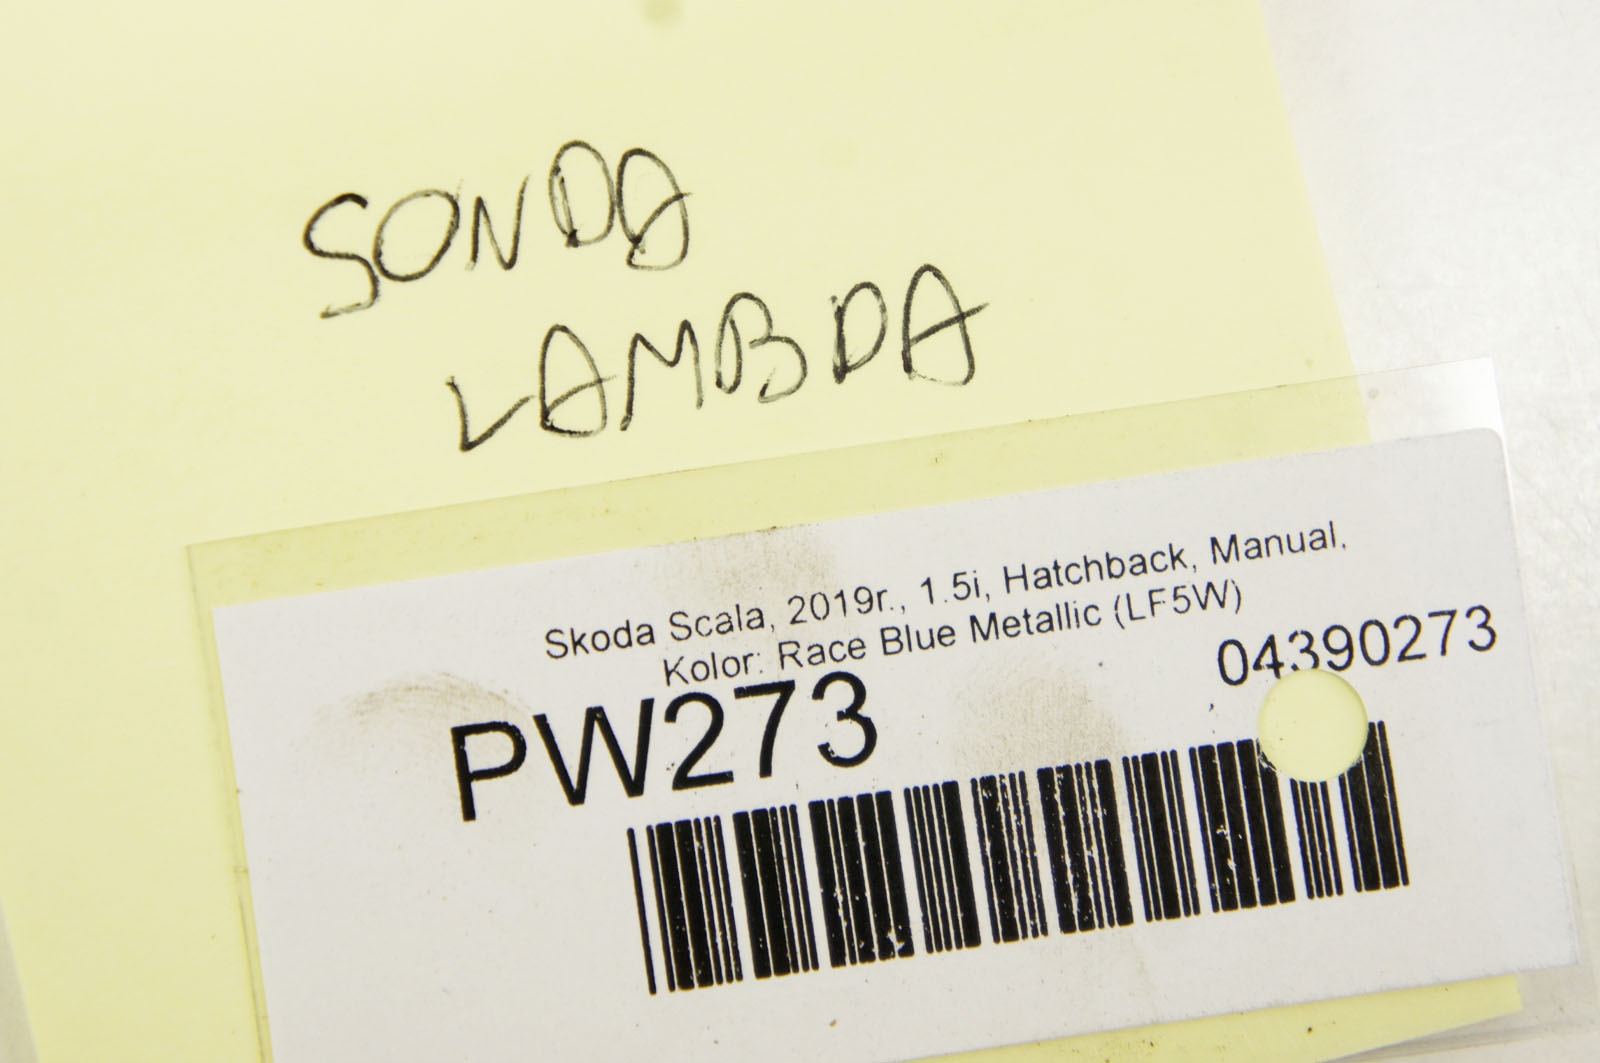 SONDA
LAMBDA
Skoda Scala, 2019r., 1.5i, Hatchback, Manual,
Kolor: Race Blue Metallic (LF5W)
04390273
PW273